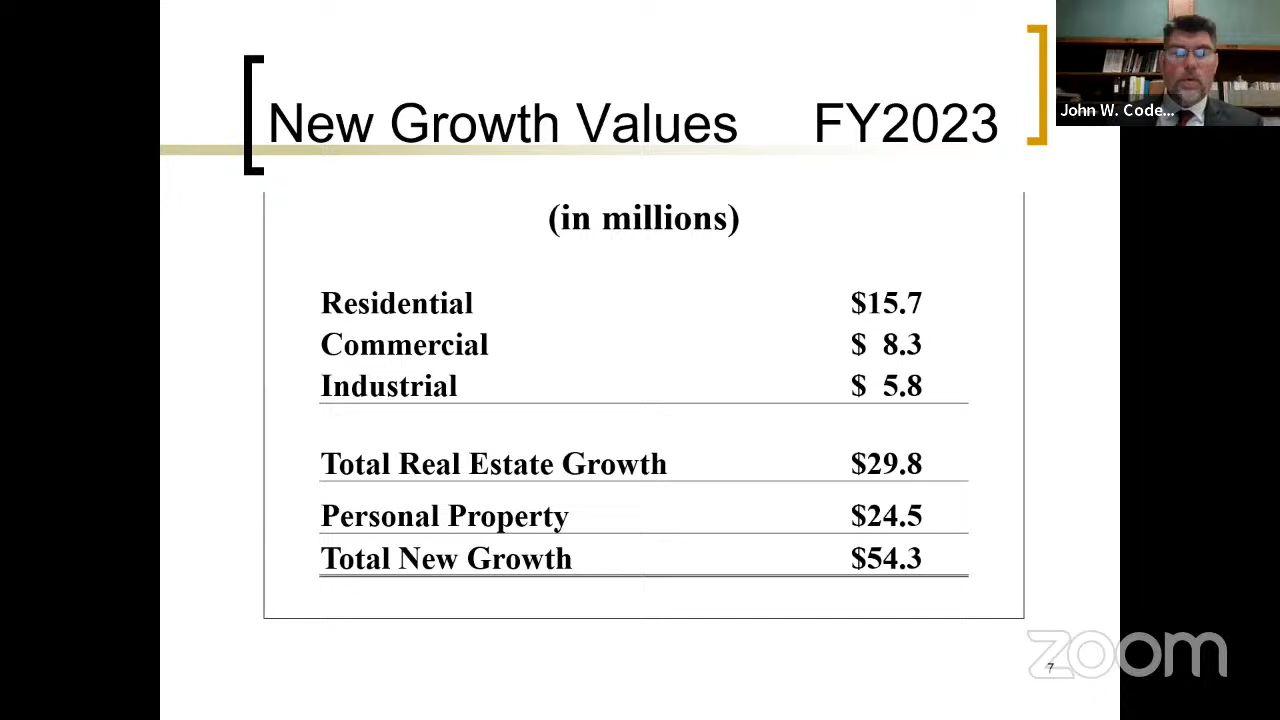 New Growth Values FY2023
John W. Code...
(in millions)
Residential $15.7
Commercial $ 8.3
Industrial $ 5.8
Total Real Estate Growth $29.8
Personal Property $24.5
Total New Growth $54.3
7
zoom